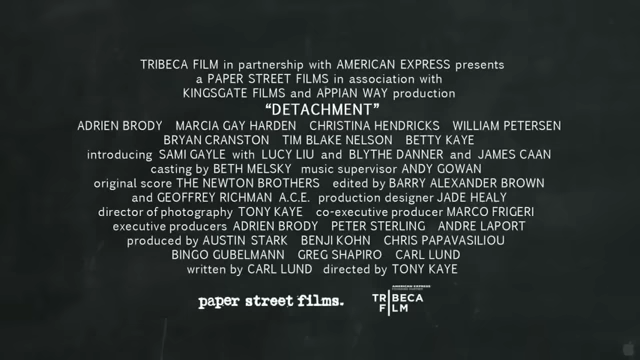 TRIBECA FILM in partnership with AMERICAN EXPRESS presents
a PAPER STREET FILMS in association with
KINGSGATE FILMS and APPIAN WAY production
“DETACHMENT”
ADRIEN BRODY MARCIA GAY HARDEN CHRISTINA HENDRICKS WILLIAM PETERSEN
BRYAN CRANSTON TIM BLAKE NELSON BETTY KAYE
introducing SAMI GAYLE with LUCY LIU and BLYTHE DANNER and JAMES CAAN
casting by BETH MELSKY music supervisor ANDY GOWAN
original score THE NEWTON BROTHERS edited by BARRY ALEXANDER BROWN
and GEOFFREY RICHMAN A.C.E. production designer JADE HEALY
director of photography TONY KAYE co-executive producer MARCO FRIGERI
executive producers ADRIEN BRODY PETER STERLING ANDRE LAPORT
produced by AUSTIN STARK BENJI KOHN CHRIS PAPAVASILIOU
BINGO GUBELMANN GREG SHAPIRO CARL LUND
written by CARL LUND directed by TONY KAYE
paper street films.
AMERICAN EXPRESS
TRIBECA
FILM